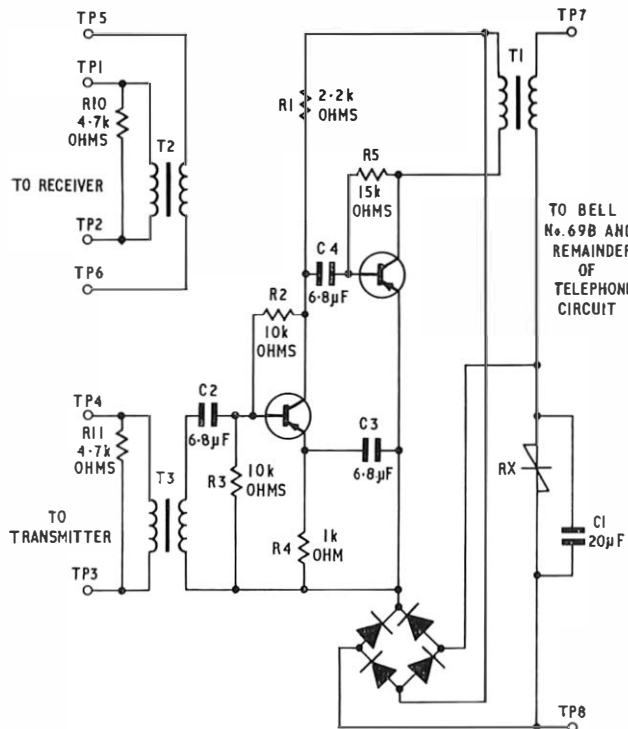 TP5
TP7
TP1
T1
R10
4·7k
OHMS
R1
2·2k
OHMS
T2
R5
15k
OHMS
TO RECEIVER
TP2
TP6
C4
6·8µF
TO BELL
No.69B AND
REMAINDER
OF
TELEPHONE
CIRCUIT
R2
10k
OHMS
TP4
C2
6·8µF
C3
6·8µF
R11
4·7k
OHMS
T3
R3
10k
OHMS
RX
TO
TRANSMITTER
R4
1k
OHM
C1
20µF
TP3
TP8